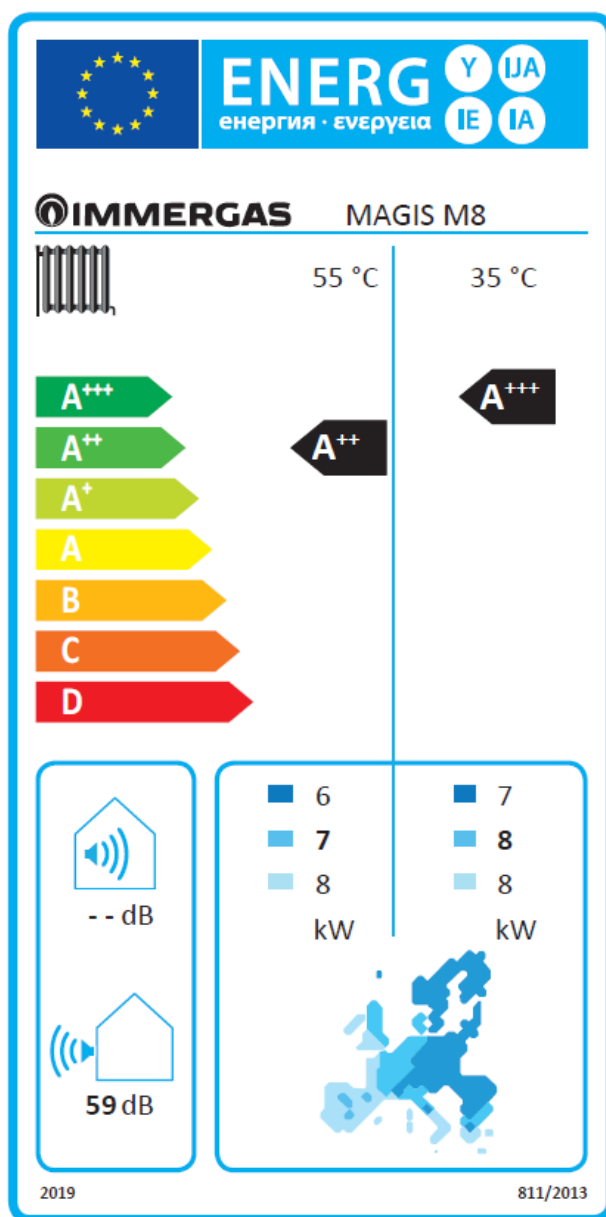 ENERG
енергия · ενεργεια
Y IJA
IE IA
IMMERGAS MAGIS M8
55 °C 35 °C
A+++
A++
A+
A
B
C
D
A++
A+++
-- dB
59 dB
6 7
7 8
8 8
kW kW
2019 811/2013